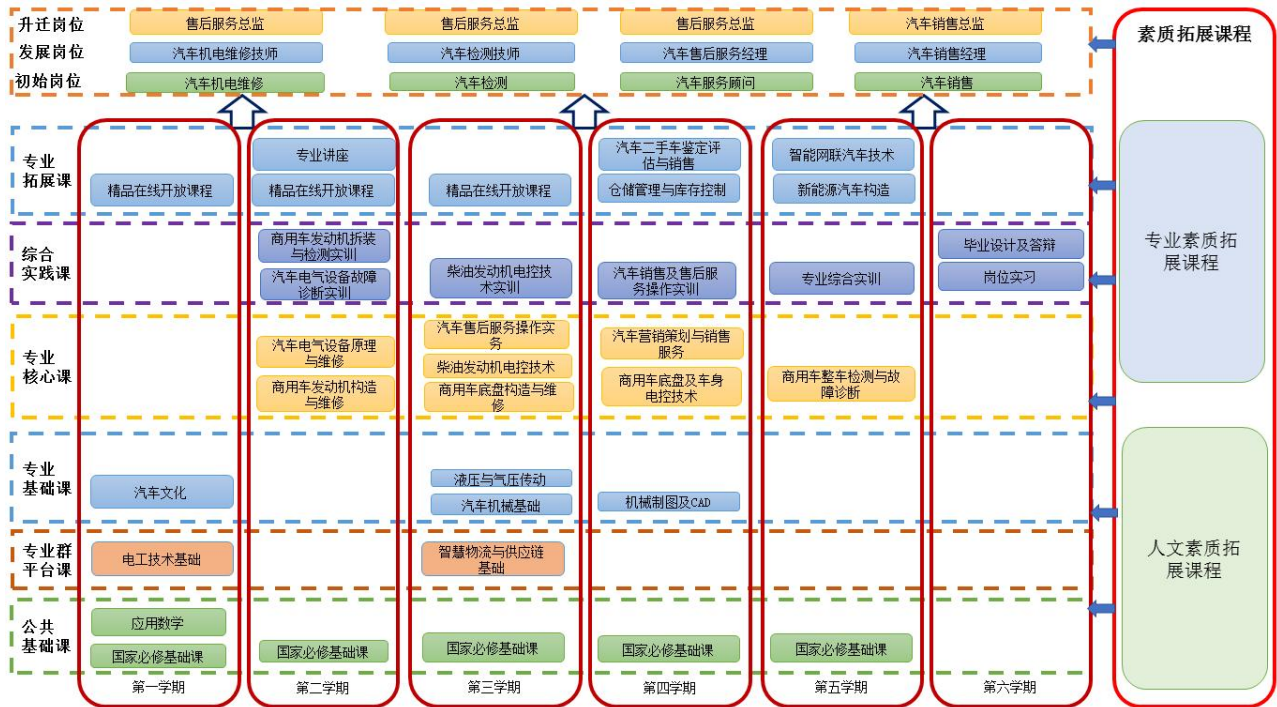 升迁岗位
售后服务总监
售后服务总监
售后服务总监
汽车销售总监
发展岗位
汽车机电维修技师
汽车检测技师
汽车售后服务经理
汽车销售经理
初始岗位
汽车机电维修
汽车检测
汽车服务顾问
汽车销售
专业
拓展课
精品在线开放课程
专业讲座
精品在线开放课程
精品在线开放课程
汽车二手车鉴定评
估与销售
仓储管理与库存控制
智能网联汽车技术
新能源汽车构造
综合
实践课
商用车发动机拆装
与检测实训
汽车电气设备故障
诊断实训
柴油发动机电控技
术实训
汽车销售及售后服
务操作实训
专业综合实训
毕业设计及答辩
岗位实习
专业
核心课
汽车电气设备原理
与维修
商用车发动机构造
与维修
汽车售后服务操作实
务
柴油发动机电控技术
商用车底盘构造与维
修
汽车营销策划与销售
服务
商用车底盘及车身
电控技术
商用车整车检测与故
障诊断
专业
基础课
汽车文化
液压与气压传动
汽车机械基础
机械制图及CAD
专业群
平台课
电工技术基础
智慧物流与供应链
基础
公共
基础课
应用数学
国家必修基础课
国家必修基础课
国家必修基础课
国家必修基础课
国家必修基础课
第一学期
第二学期
第三学期
第四学期
第五学期
第六学期
素质拓展课程
专业素质拓
展课程
人文素质拓
展课程